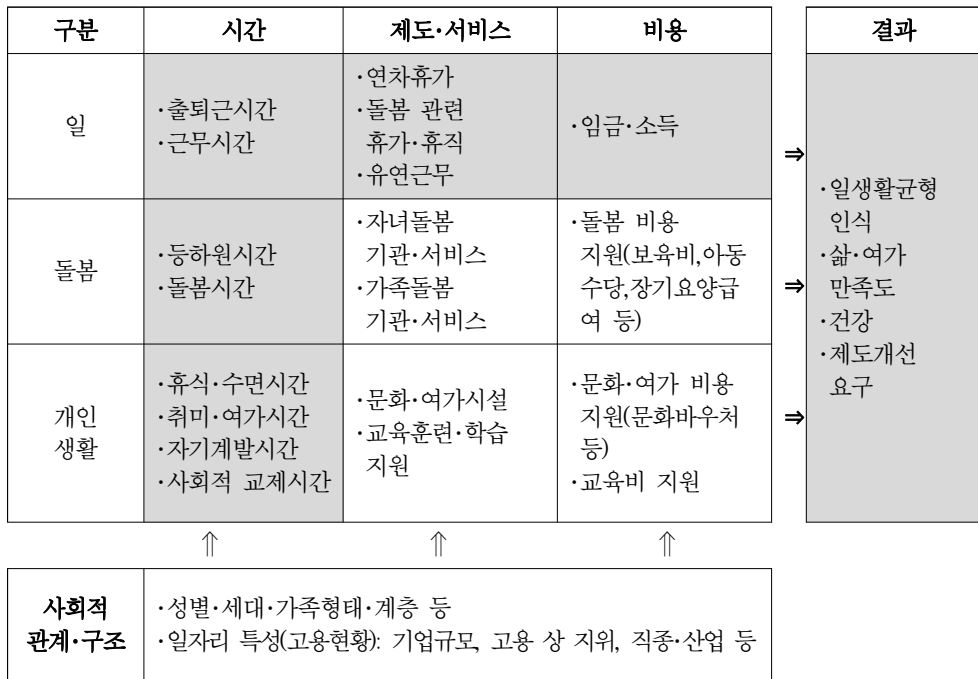 구분 시간 제도·서비스 비용 결과
일
·출퇴근시간
·근무시간
·연차휴가
·돌봄 관련
휴가·휴직
·유연근무
·임금·소득
⇒
돌봄
·등하원시간
·돌봄시간
·자녀돌봄
기관·서비스
·가족돌봄
기관·서비스
·돌봄 비용
지원(보육비,아동
수당,장기요양급
여 등)
⇒
개인
생활
·휴식·수면시간
·취미·여가시간
·자기계발시간
·사회적 교제시간
·문화·여가시설
·교육훈련·학습
지원
·문화·여가 비용
지원(문화바우처
등)
·교육비 지원
⇒
·일생활균형
인식
·삶·여가
만족도
·건강
·제도개선
요구
⇑ ⇑ ⇑
사회적
관계·구조
·성별·세대·가족형태·계층 등
·일자리 특성(고용현황): 기업규모, 고용 상 지위, 직종·산업 등